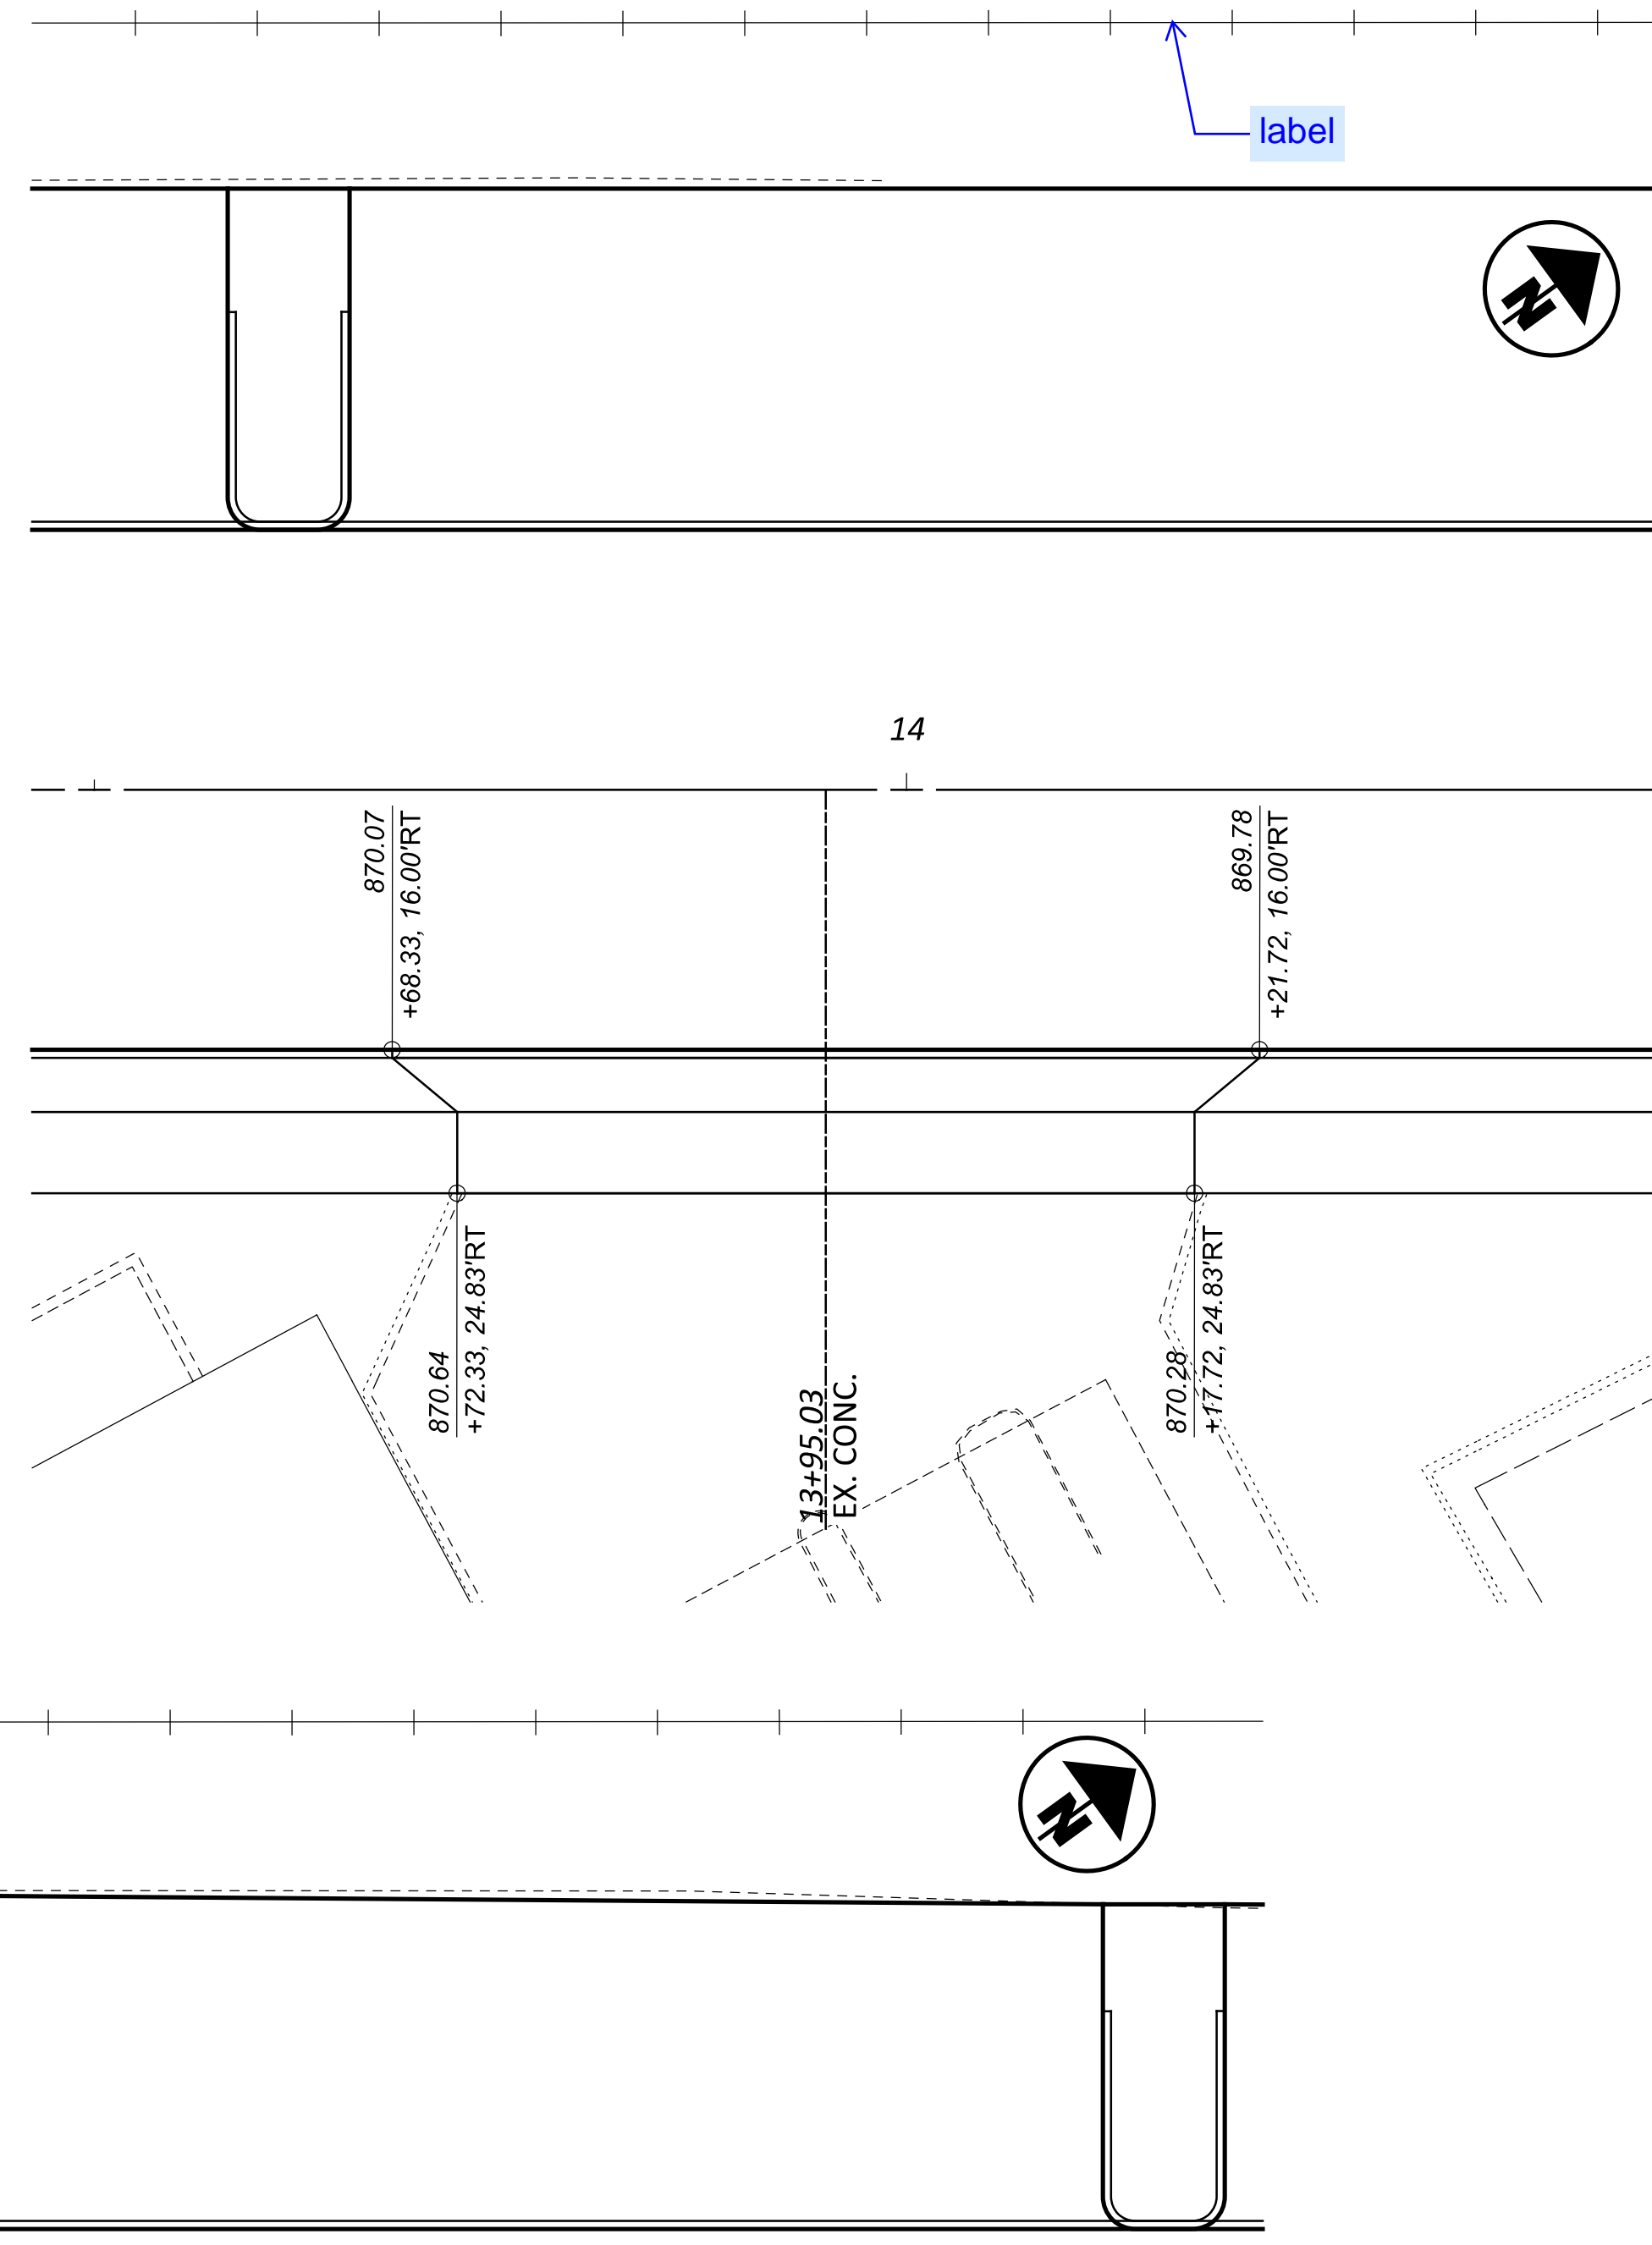 label
N
14
870.07
+68.33, 16.00'RT
869.78
+21.72, 16.00'RT
870.64
+72.33, 24.83'RT
13+95.03
EX. CONC.
870.28
+17.72, 24.83'RT
N